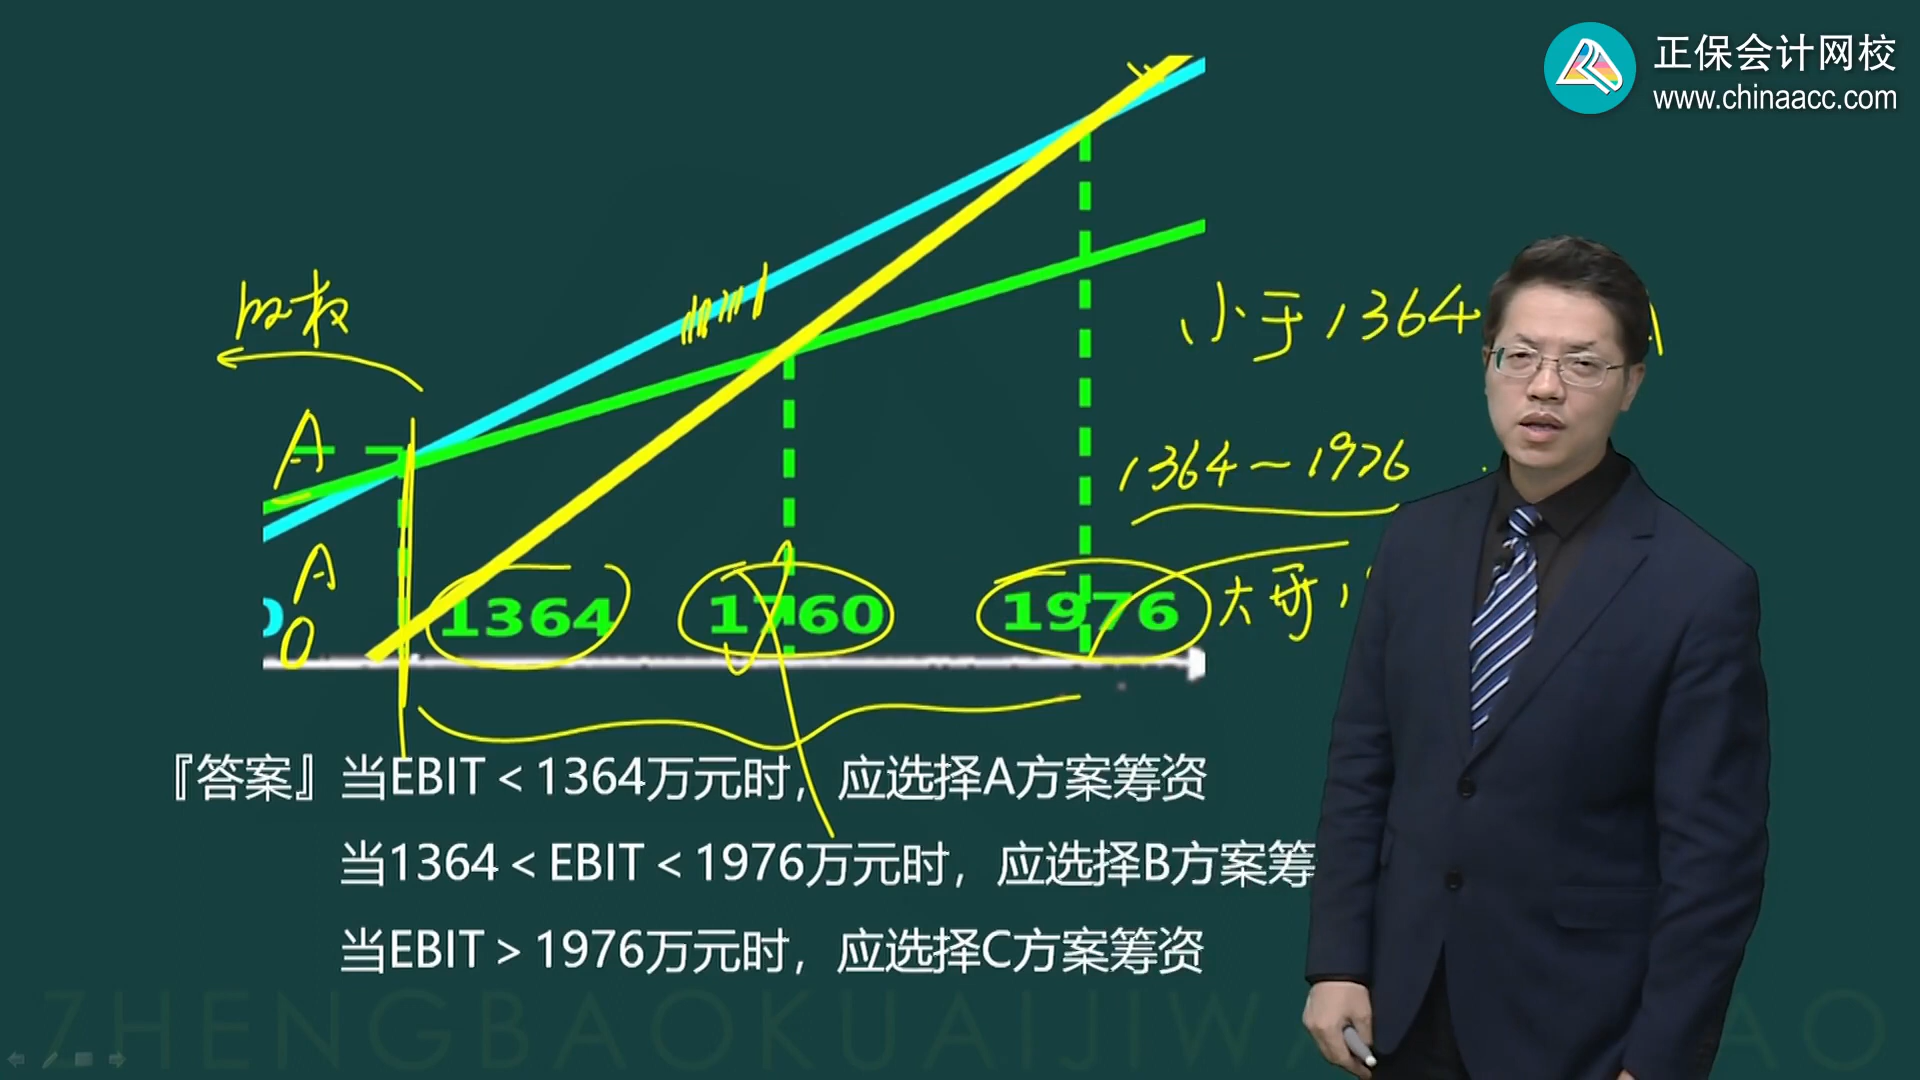 正保会计网校
www.chinaacc.com
股权
小于1364
A
1364~1976
A
大于1
O
1364
1760
1976
『答案』当EBIT＜1364万元时，应选择A方案筹资
当1364＜EBIT＜1976万元时，应选择B方案筹
当EBIT＞1976万元时，应选择C方案筹资